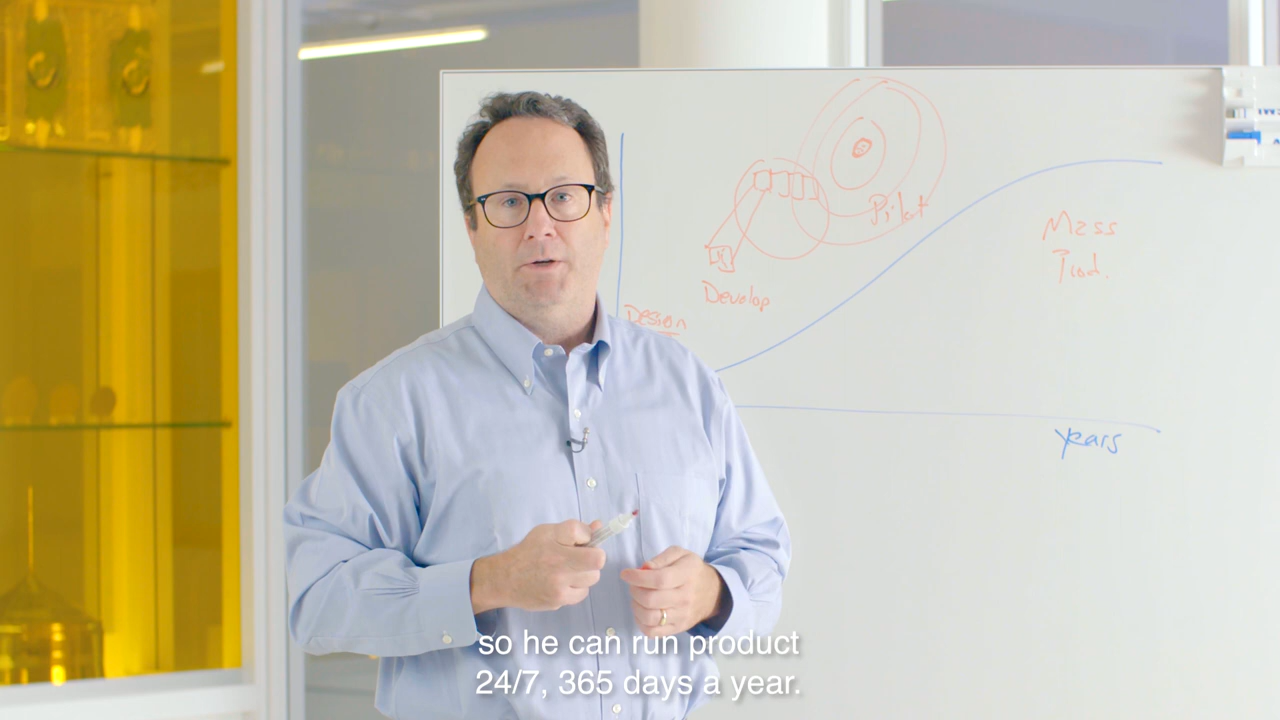 Pilot
Mass
Prod.
Develop
Design
years
so he can run product
24/7, 365 days a year.